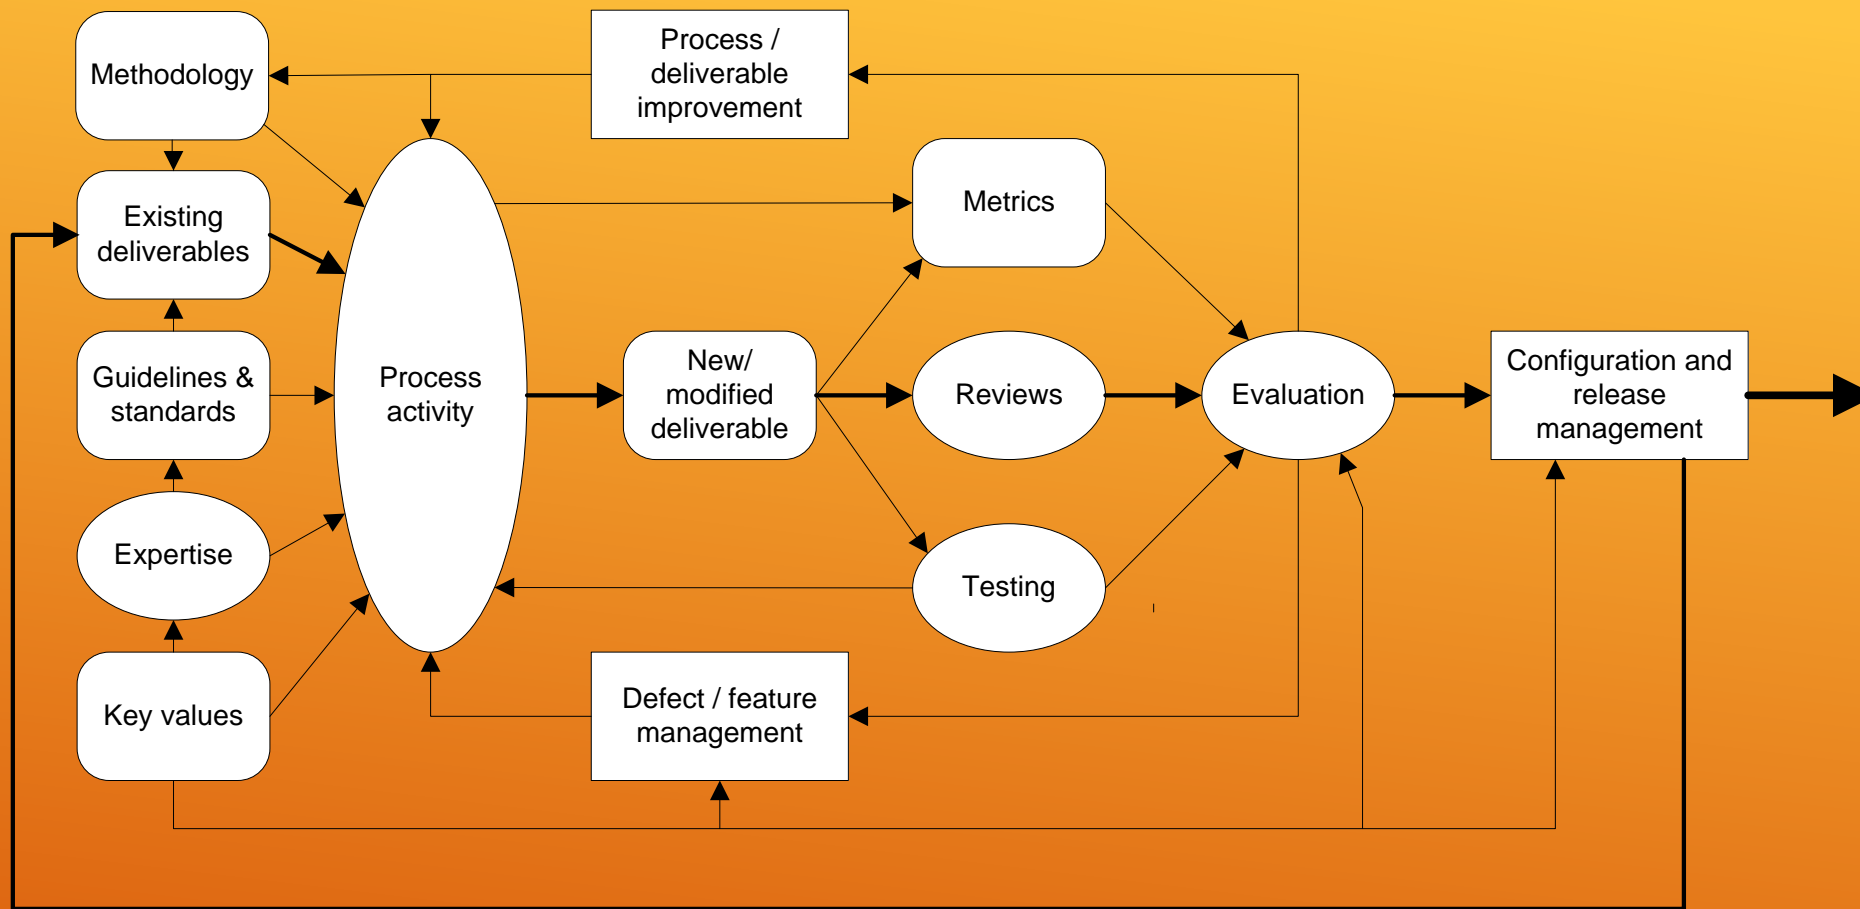 Methodology
Process /
deliverable
improvement
Existing
deliverables
Metrics
Guidelines &
standards
Process
activity
New/
modified
deliverable
Reviews
Evaluation
Configuration and
release
management
Expertise
Testing
Key values
Defect / feature
management